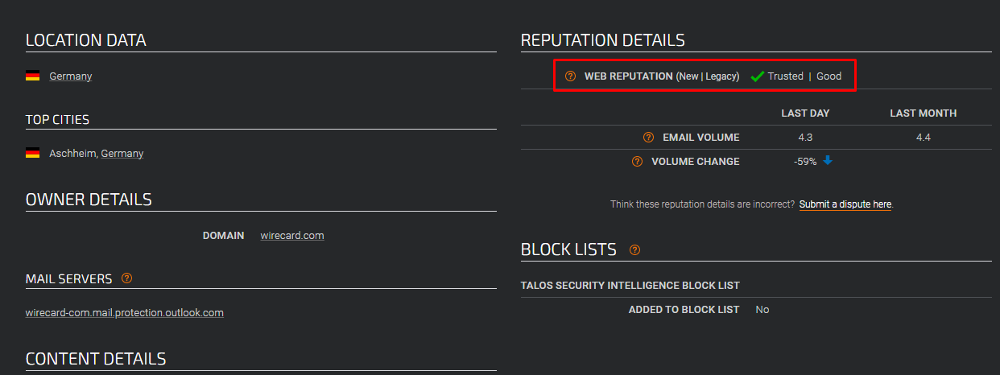 LOCATION DATA
Germany
TOP CITIES
Aschheim, Germany
OWNER DETAILS
DOMAIN wirecard.com
MAIL SERVERS ?
wirecard-com.mail.protection.outlook.com
CONTENT DETAILS
REPUTATION DETAILS
? WEB REPUTATION (New | Legacy) Trusted | Good
LAST DAY LAST MONTH
? EMAIL VOLUME 4.3 4.4
? VOLUME CHANGE -59%
Think these reputation details are incorrect? Submit a dispute here.
BLOCK LISTS ?
TALOS SECURITY INTELLIGENCE BLOCK LIST
ADDED TO BLOCK LIST No